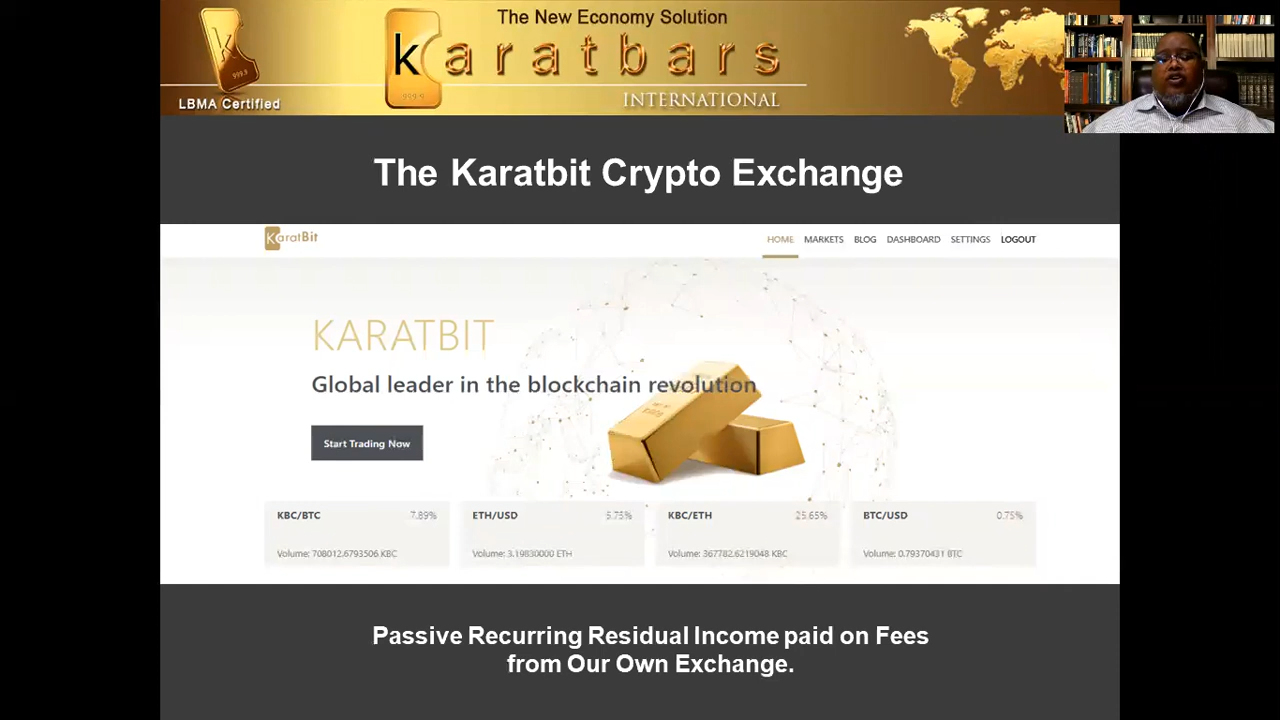 The New Economy Solution
karatbars
INTERNATIONAL
LBMA Certified
999.9
The Karatbit Crypto Exchange
KaratBit
HOME MARKETS BLOG DASHBOARD SETTINGS LOGOUT
KARATBIT
Global leader in the blockchain revolution
Start Trading Now
KBC/BTC 7.89%
Volume: 708012.6793506 KBC
ETH/USD 5.75%
Volume: 3.19830000 ETH
KBC/ETH 25.65%
Volume: 367782.6219048 KBC
BTC/USD 0.75%
Volume: 0.79370431 BTC
Passive Recurring Residual Income paid on Fees
from Our Own Exchange.